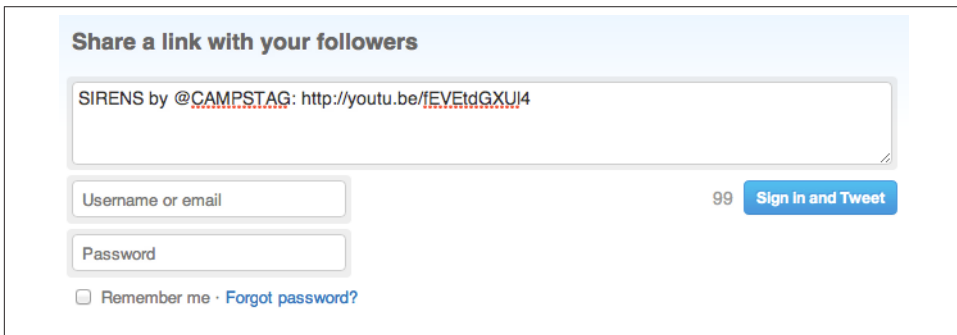 Share a link with your followers
SIRENS by @CAMPSTAG: http://youtu.be/fEVEtdGXUl4
Username or email
99 Sign in and Tweet
Password
Remember me · Forgot password?